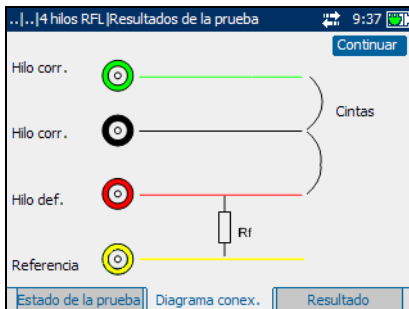 ..|..|4 hilos RFL|Resultados de la prueba 9:37
Continuar
Hilo corr.
Cintas
Hilo corr.
Hilo def.
Rf
Referencia
Estado de la prueba Diagrama conex. Resultado